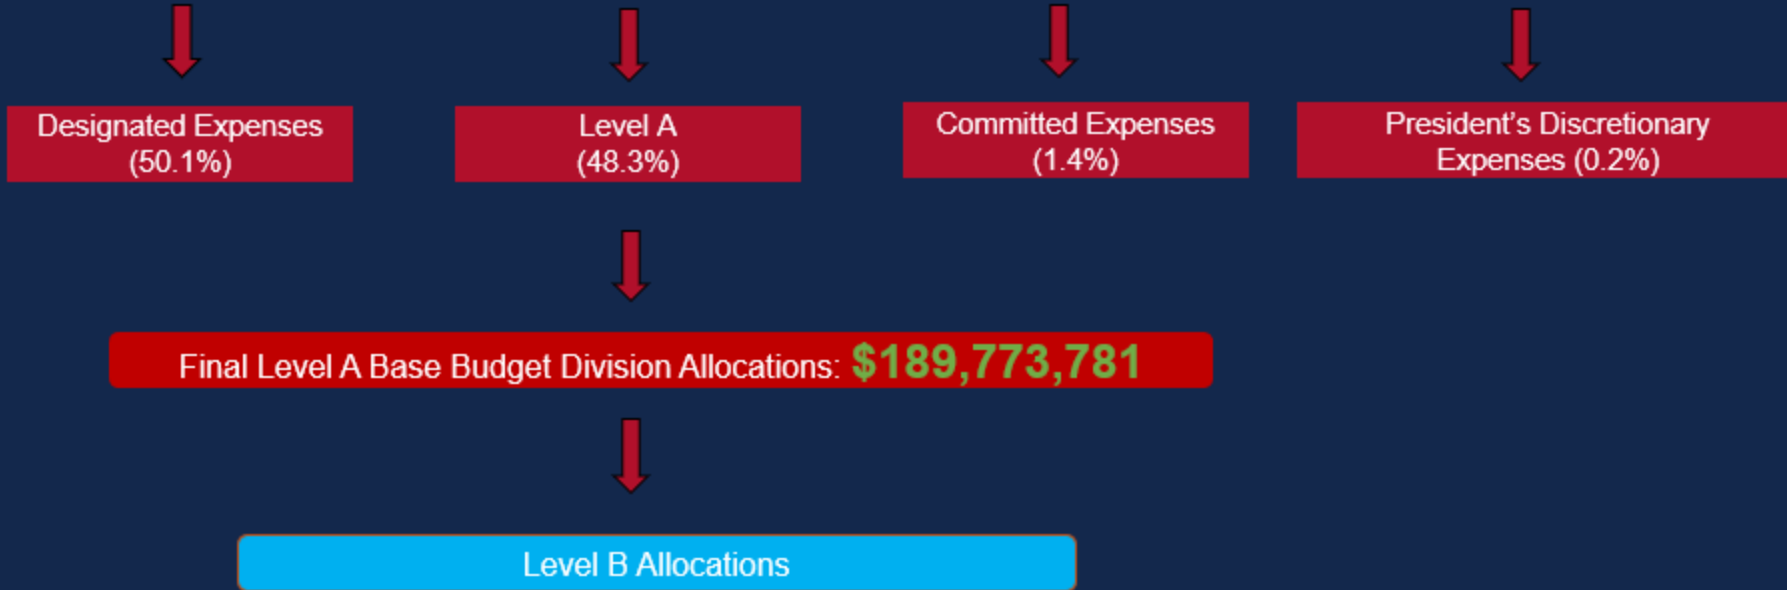 Designated Expenses
(50.1%)
Level A
(48.3%)
Committed Expenses
(1.4%)
President’s Discretionary
Expenses (0.2%)
Final Level A Base Budget Division Allocations: $189,773,781
Level B Allocations